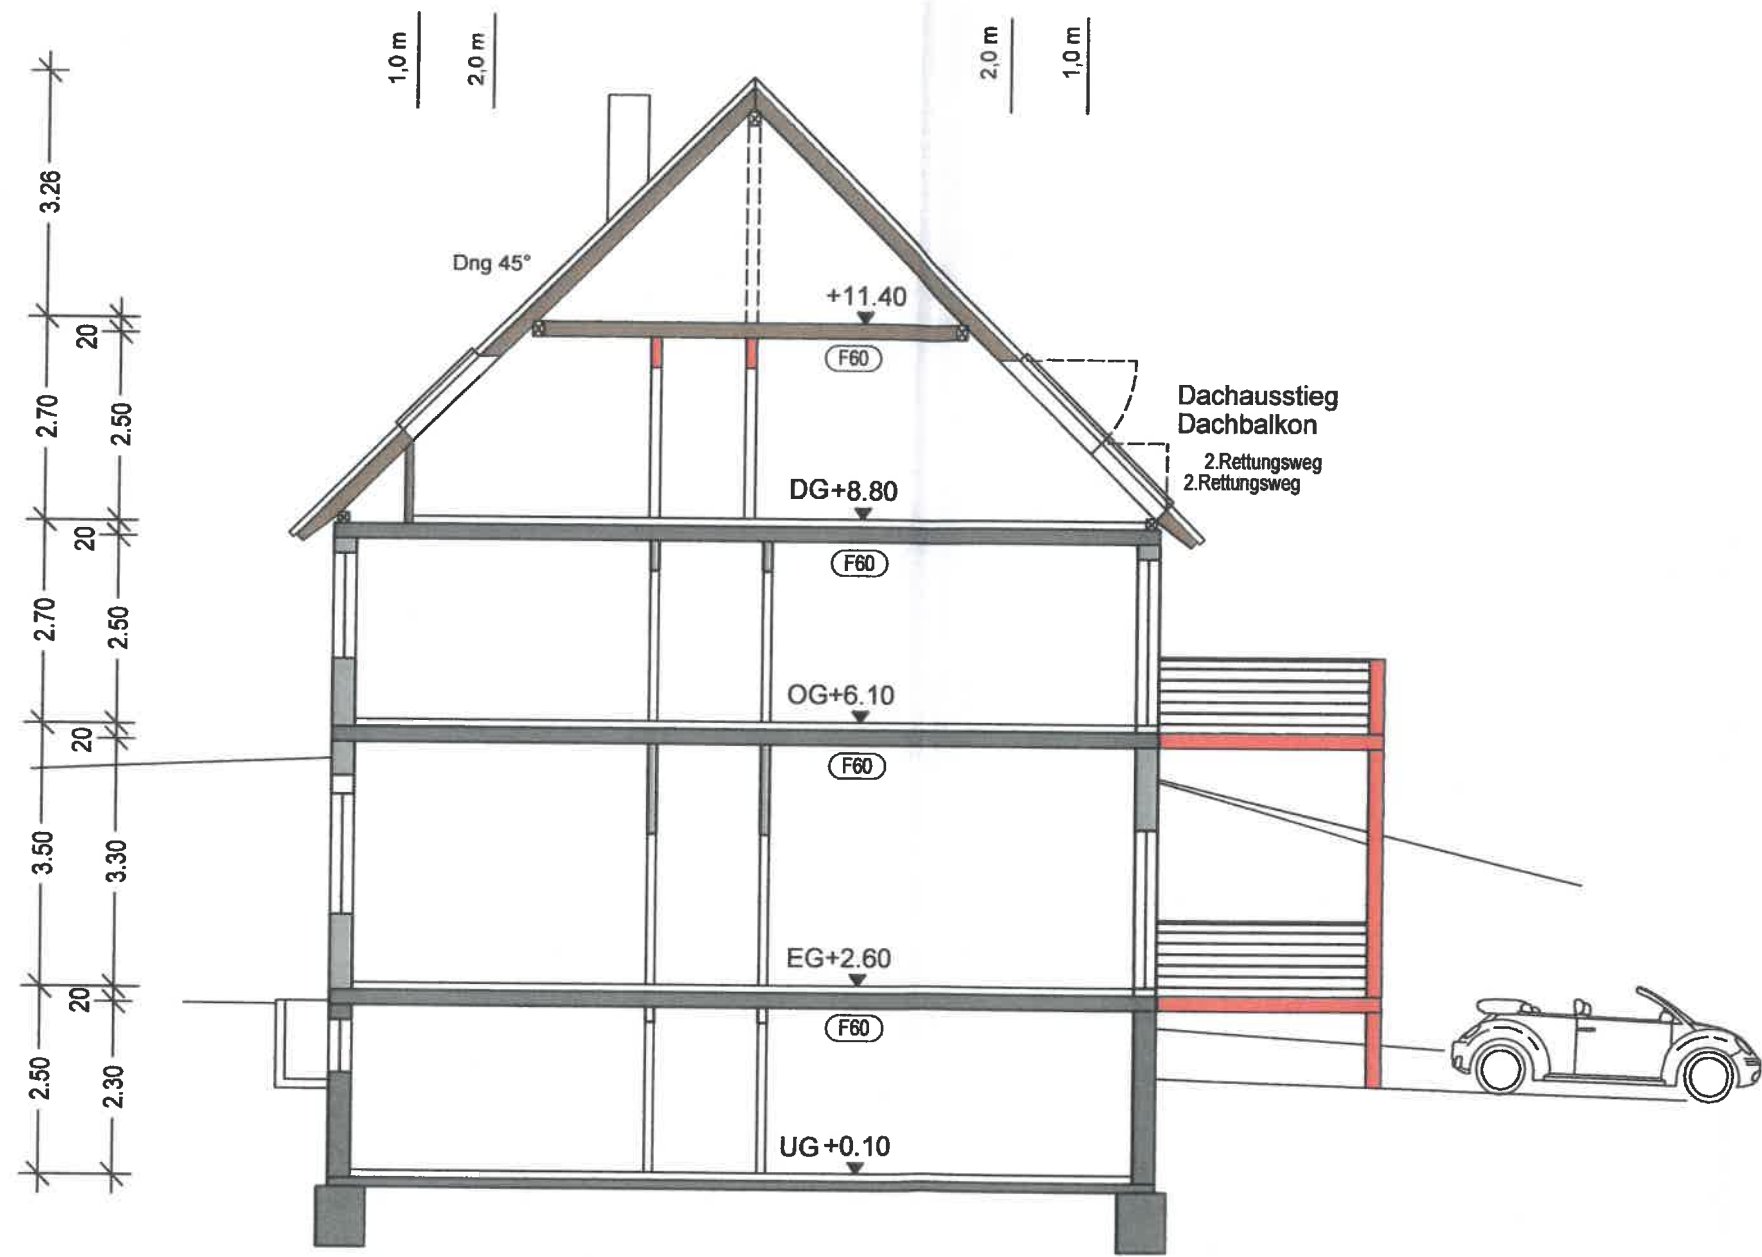 1,0 m
2,0 m
2,0 m
1,0 m
3.26
Dng 45°
+11.40
20
F60
2.70
2.50
Dachausstieg
Dachbalkon
2.Rettungsweg
2.Rettungsweg
DG+8.80
20
F60
2.70
2.50
OG+6.10
20
F60
3.50
3.30
EG+2.60
20
F60
2.50
2.30
UG+0.10